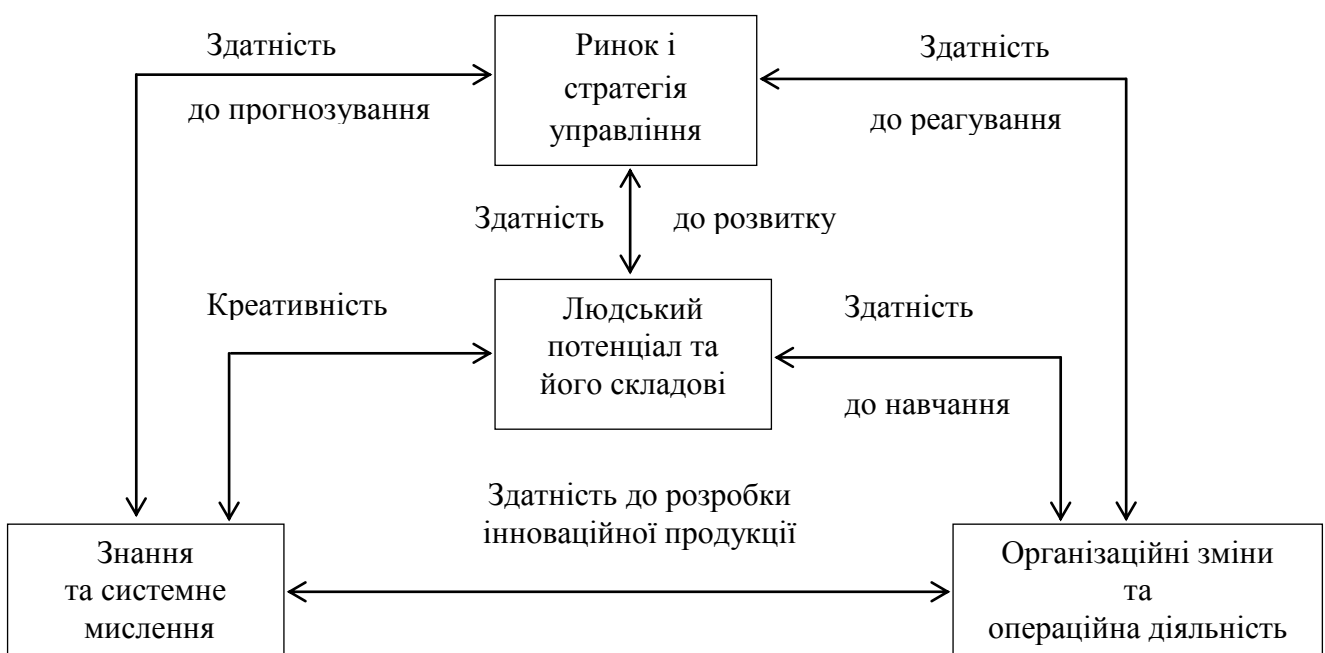 Здатність
до прогнозування
Ринок і
стратегія
управління
Здатність
до реагування
Здатність до розвитку
Креативність
Людський
потенціал та
його складові
Здатність
до навчання
Здатність до розробки
інноваційної продукції
Знання
та системне
мислення
Організаційні зміни
та
операційна діяльність